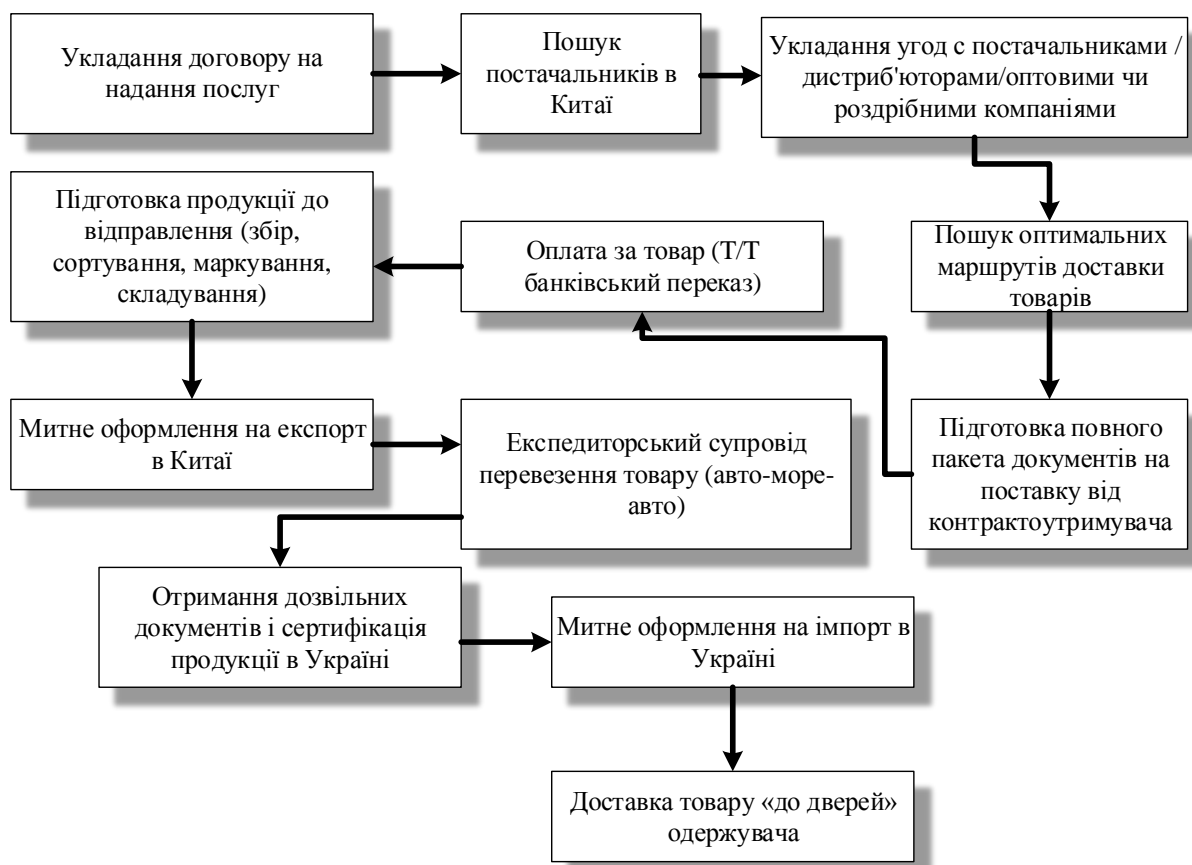 Укладання договору на
надання послуг
Пошук
постачальників в
Китаї
Укладання угод с постачальниками /
дистриб'юторами/оптовими чи
роздрібними компаніями
Пошук оптимальних
маршрутів доставки
товарів
Підготовка повного
пакета документів на
поставку від
контрактоутримувача
Оплата за товар (Т/Т
банківський переказ)
Підготовка продукції до
відправлення (збір,
сортування, маркування,
складування)
Митне оформлення на експорт
в Китаї
Експедиторський супровід
перевезення товару (авто-море-
авто)
Отримання дозвільних
документів і сертифікація
продукції в Україні
Митне оформлення на імпорт в
Україні
Доставка товару «до дверей»
одержувача